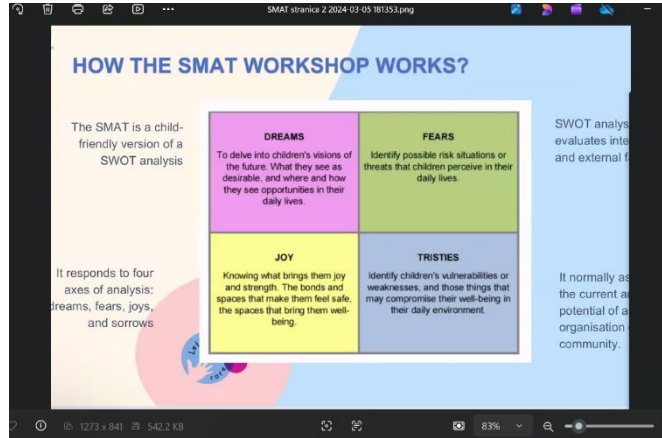 SMAT stranica 2 2024-03-05 181353.png
HOW THE SMAT WORKSHOP WORKS?
The SMAT is a child-
friendly version of a
SWOT analysis
It responds to four
axes of analysis:
dreams, fears, joys,
and sorrows
DREAMS
To delve into children's visions of
the future. What they see as
desirable, and where and how
they see opportunities in their
daily lives.
FEARS
Identify possible risk situations or
threats that children perceive in their
daily lives.
JOY
Knowing what brings them joy
and strength. The bonds and
spaces that make them feel safe,
the spaces that bring them well-
being.
TRISTIES
Identify children's vulnerabilities or
weaknesses, and those things that
may compromise their well-being in
their daily environment.
SWOT analys
evaluates inte
and external f
It normally as
the current a
potential of a
organisation
community.
care
1273 x 841 542.2 KB
83%